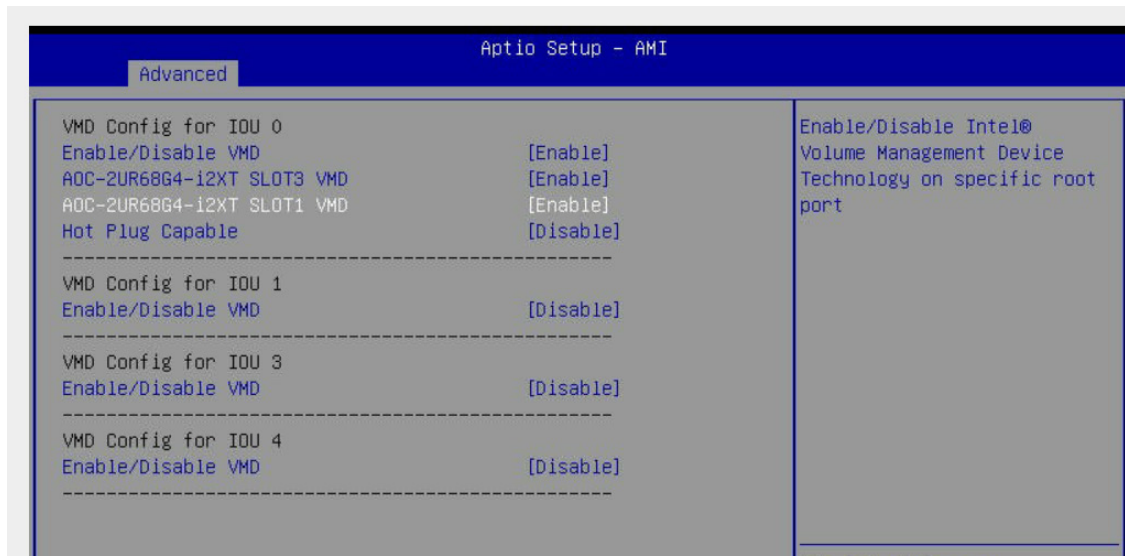 Aptio Setup - AMI
Advanced
VMD Config for IOU 0
Enable/Disable VMD [Enable]
AOC-2UR68G4-i2XT SLOT3 VMD [Enable]
AOC-2UR68G4-i2XT SLOT1 VMD [Enable]
Hot Plug Capable [Disable]
--------------------------------------------------
VMD Config for IOU 1
Enable/Disable VMD [Disable]
--------------------------------------------------
VMD Config for IOU 3
Enable/Disable VMD [Disable]
--------------------------------------------------
VMD Config for IOU 4
Enable/Disable VMD [Disable]
--------------------------------------------------
Enable/Disable Intel®
Volume Management Device
Technology on specific root
port